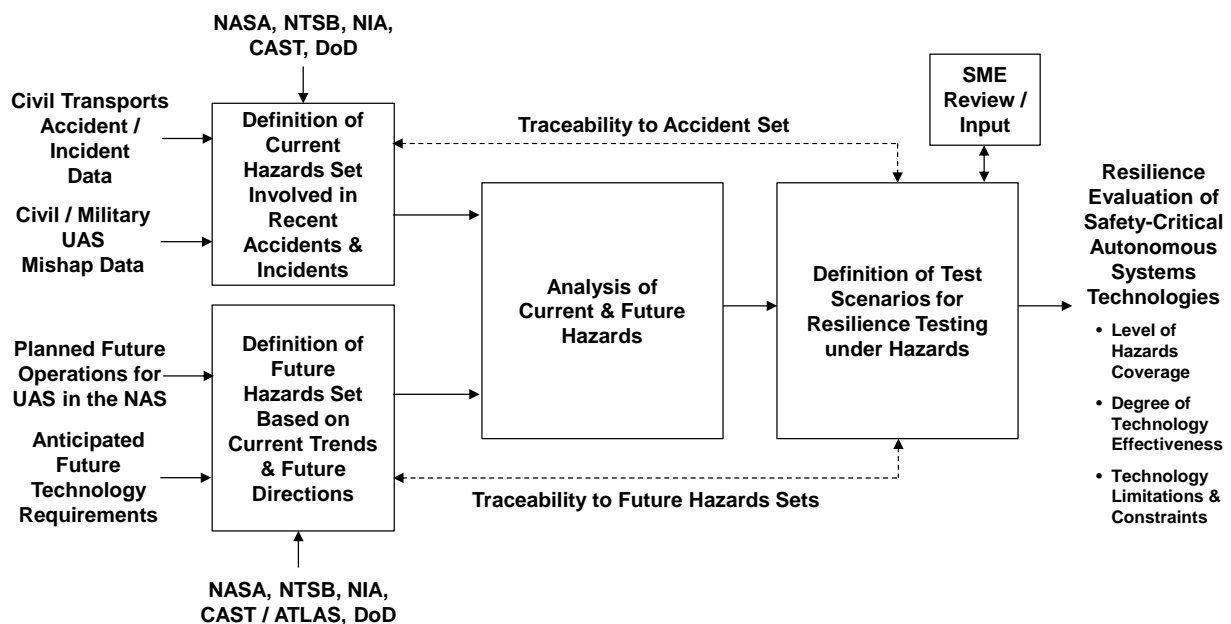 NASA, NTSB, NIA,
CAST, DoD
Civil Transports
Accident /
Incident
Data
Civil / Military
UAS
Mishap Data
Definition of
Current
Hazards Set
Involved in
Recent
Accidents &
Incidents
Traceability to Accident Set
SME
Review /
Input
Planned Future
Operations for
UAS in the NAS
Anticipated
Future
Technology
Requirements
Definition of
Future
Hazards Set
Based on
Current Trends
& Future
Directions
NASA, NTSB, NIA,
CAST / ATLAS, DoD
Analysis of
Current & Future
Hazards
Definition of Test
Scenarios for
Resilience Testing
under Hazards
Traceability to Future Hazards Sets
Resilience
Evaluation of
Safety-Critical
Autonomous
Systems
Technologies
• Level of
Hazards
Coverage
• Degree of
Technology
Effectiveness
• Technology
Limitations &
Constraints